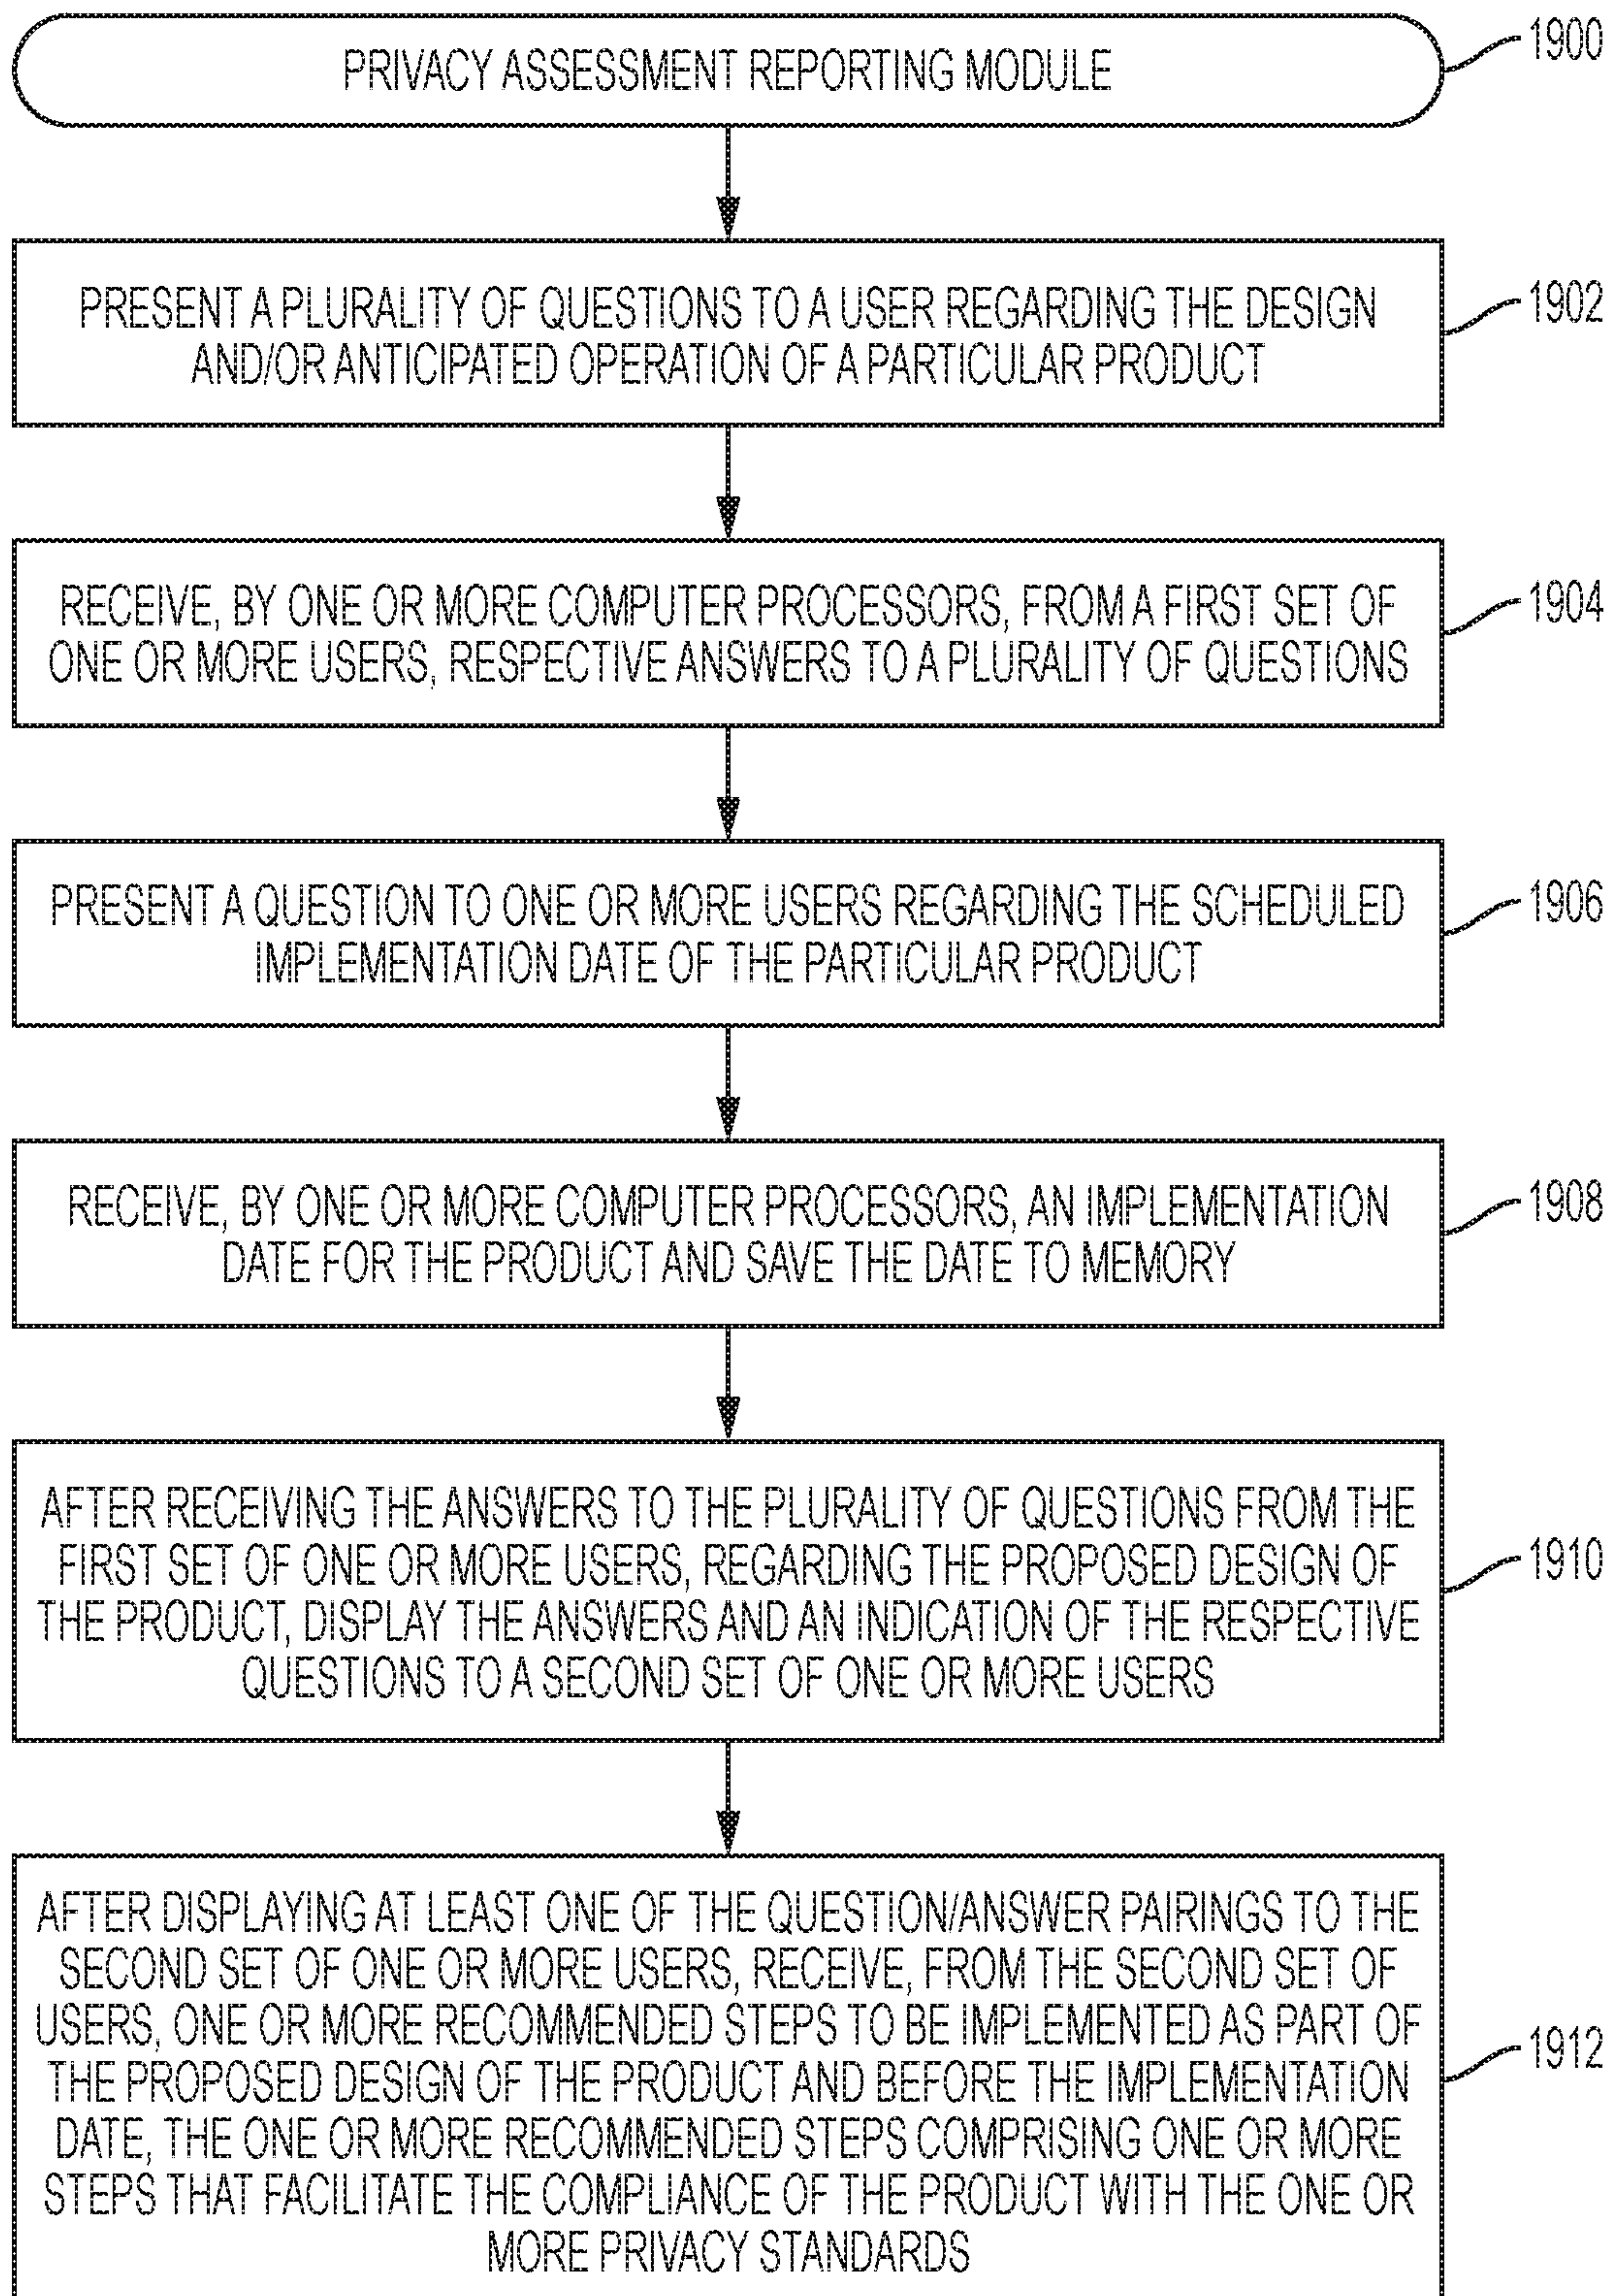 PRIVACY ASSESSMENT REPORTING MODULE
1900
PRESENT A PLURALITY OF QUESTIONS TO A USER REGARDING THE DESIGN
AND/OR ANTICIPATED OPERATION OF A PARTICULAR PRODUCT
1902
RECEIVE, BY ONE OR MORE COMPUTER PROCESSORS, FROM A FIRST SET OF
ONE OR MORE USERS, RESPECTIVE ANSWERS TO A PLURALITY OF QUESTIONS
1904
PRESENT A QUESTION TO ONE OR MORE USERS REGARDING THE SCHEDULED
IMPLEMENTATION DATE OF THE PARTICULAR PRODUCT
1906
RECEIVE, BY ONE OR MORE COMPUTER PROCESSORS, AN IMPLEMENTATION
DATE FOR THE PRODUCT AND SAVE THE DATE TO MEMORY
1908
AFTER RECEIVING THE ANSWERS TO THE PLURALITY OF QUESTIONS FROM THE
FIRST SET OF ONE OR MORE USERS, REGARDING THE PROPOSED DESIGN OF
THE PRODUCT, DISPLAY THE ANSWERS AND AN INDICATION OF THE RESPECTIVE
QUESTIONS TO A SECOND SET OF ONE OR MORE USERS
1910
AFTER DISPLAYING AT LEAST ONE OF THE QUESTION/ANSWER PAIRINGS TO THE
SECOND SET OF ONE OR MORE USERS, RECEIVE, FROM THE SECOND SET OF
USERS, ONE OR MORE RECOMMENDED STEPS TO BE IMPLEMENTED AS PART OF
THE PROPOSED DESIGN OF THE PRODUCT AND BEFORE THE IMPLEMENTATION
DATE, THE ONE OR MORE RECOMMENDED STEPS COMPRISING ONE OR MORE
STEPS THAT FACILITATE THE COMPLIANCE OF THE PRODUCT WITH THE ONE OR
MORE PRIVACY STANDARDS
1912